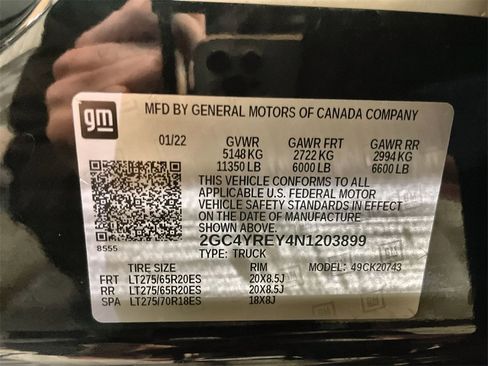 gm
MFD BY GENERAL MOTORS OF CANADA COMPANY
01/22 GVWR GAWR FRT GAWR RR
5148 KG 2722 KG 2994 KG
11350 LB 6000 LB 6600 LB
THIS VEHICLE CONFORMS TO ALL
APPLICABLE U.S. FEDERAL MOTOR
VEHICLE SAFETY STANDARDS IN EFFECT
ON THE DATE OF MANUFACTURE
SHOWN ABOVE.
2GC4YREY4N1203899
8555
TYPE: TRUCK
TIRE SIZE RIM MODEL: 49CK20743
FRT LT275/65R20ES 20X8.5J
RR LT275/65R20ES 20X8.5J
SPA LT275/70R18ES 18X8J